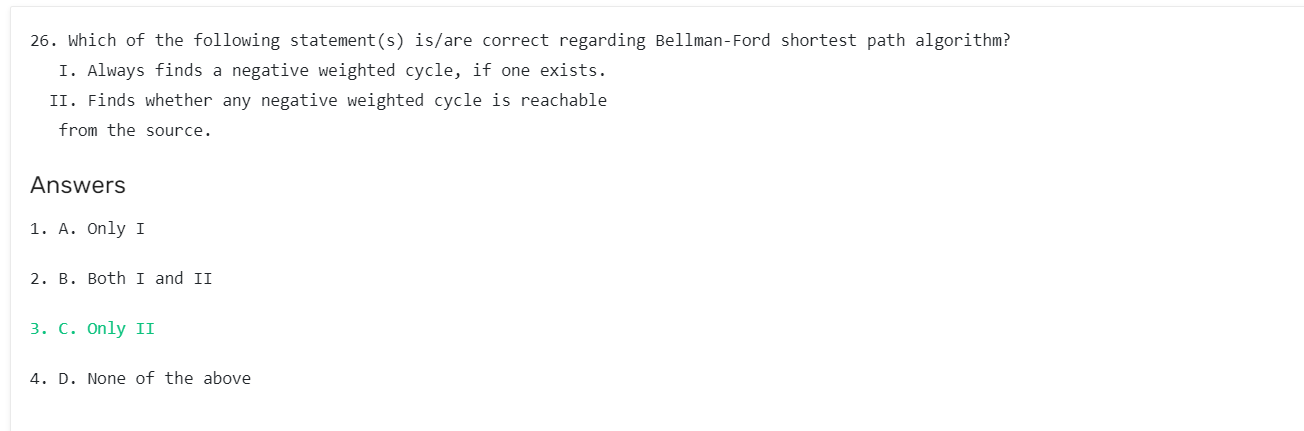 26. Which of the following statement(s) is/are correct regarding Bellman-Ford shortest path algorithm?
I. Always finds a negative weighted cycle, if one exists.
II. Finds whether any negative weighted cycle is reachable
from the source.
Answers
1. A. Only I
2. B. Both I and II
3. C. Only II
4. D. None of the above